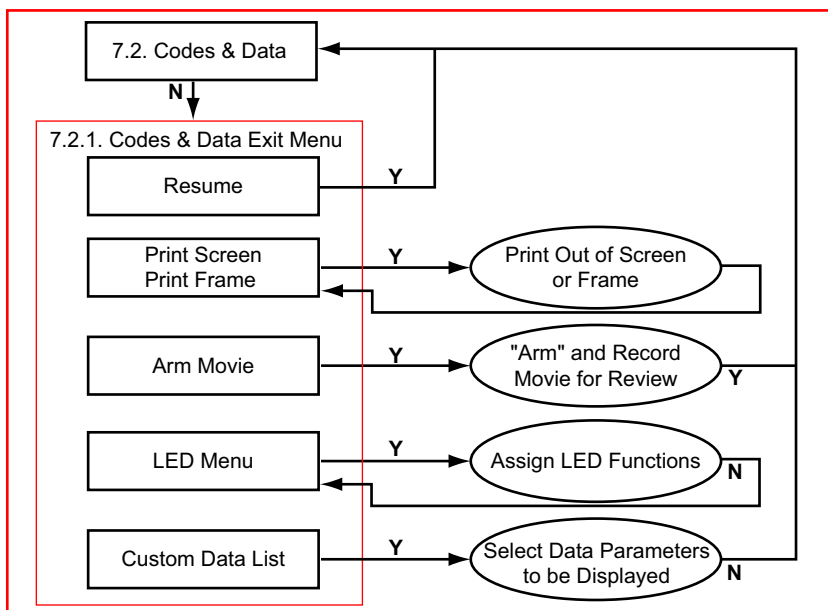 7.2. Codes & Data
N
7.2.1. Codes & Data Exit Menu
Resume
Y
Print Screen
Print Frame
Y
Print Out of Screen
or Frame
Arm Movie
Y
"Arm" and Record
Movie for Review
Y
LED Menu
Y
Assign LED Functions
N
Custom Data List
Y
Select Data Parameters
to be Displayed
N